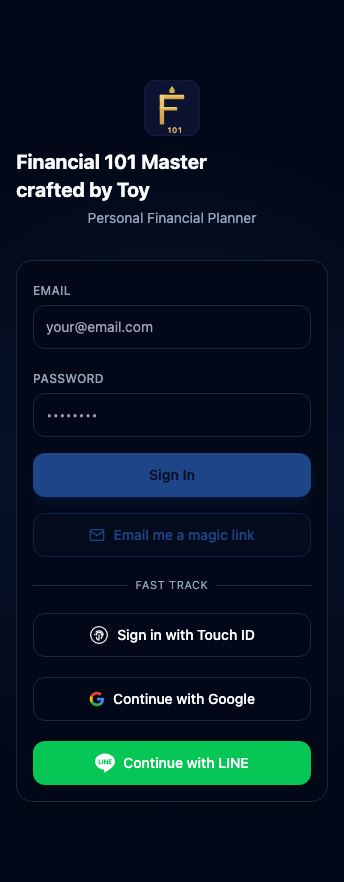 F
101
Financial 101 Master
crafted by Toy
Personal Financial Planner
EMAIL
your@email.com
PASSWORD
••••••••
Sign In
Email me a magic link
FAST TRACK
Sign in with Touch ID
Continue with Google
LINE
Continue with LINE